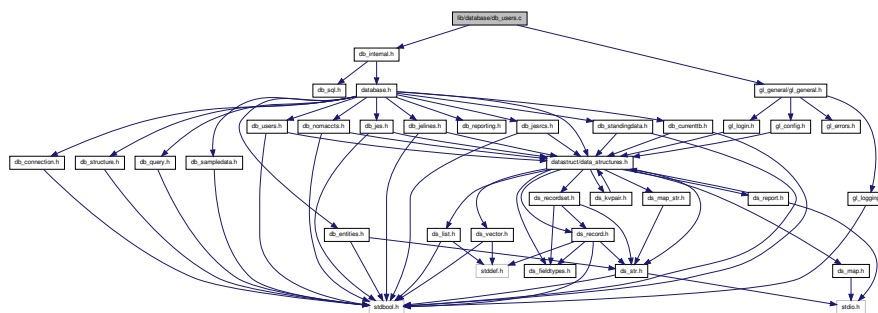 lib/database/db_users.c
db_internal.h
db_sql.h
database.h
gl_general/gl_general.h
db_users.h
db_nomaccts.h
db_jes.h
db_jelines.h
db_reporting.h
db_jesrcs.h
db_standingdata.h
db_currenttb.h
gl_login.h
gl_config.h
gl_errors.h
db_connection.h
db_structure.h
db_query.h
db_sampledata.h
datastruct/data_structures.h
ds_recordset.h
ds_kvpair.h
ds_map_str.h
ds_report.h
gl_logging
db_entities.h
ds_list.h
ds_vector.h
ds_record.h
stddef.h
ds_fieldtypes.h
ds_str.h
ds_map.h
stdbool.h
stdio.h